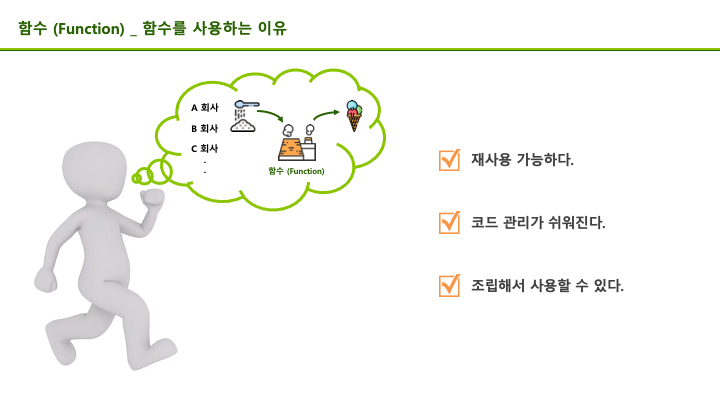 함수 (Function) _ 함수를 사용하는 이유
A 회사
B 회사
C 회사
.
.
함수 (Function)
재사용 가능하다.
코드 관리가 쉬워진다.
조립해서 사용할 수 있다.